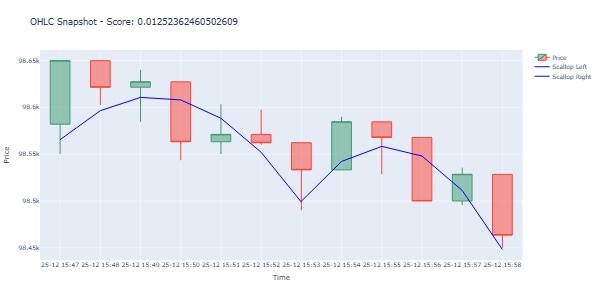 OHLC Snapshot - Score: 0.01252362460502609
98.65k
98.6k
98.55k
98.5k
98.45k
Price
25-12 15:47 25-12 15:48 25-12 15:49 25-12 15:50 25-12 15:51 25-12 15:52 25-12 15:53 25-12 15:54 25-12 15:55 25-12 15:56 25-12 15:57 25-12 15:58
Time
Price
Scallop Left
Scallop Right